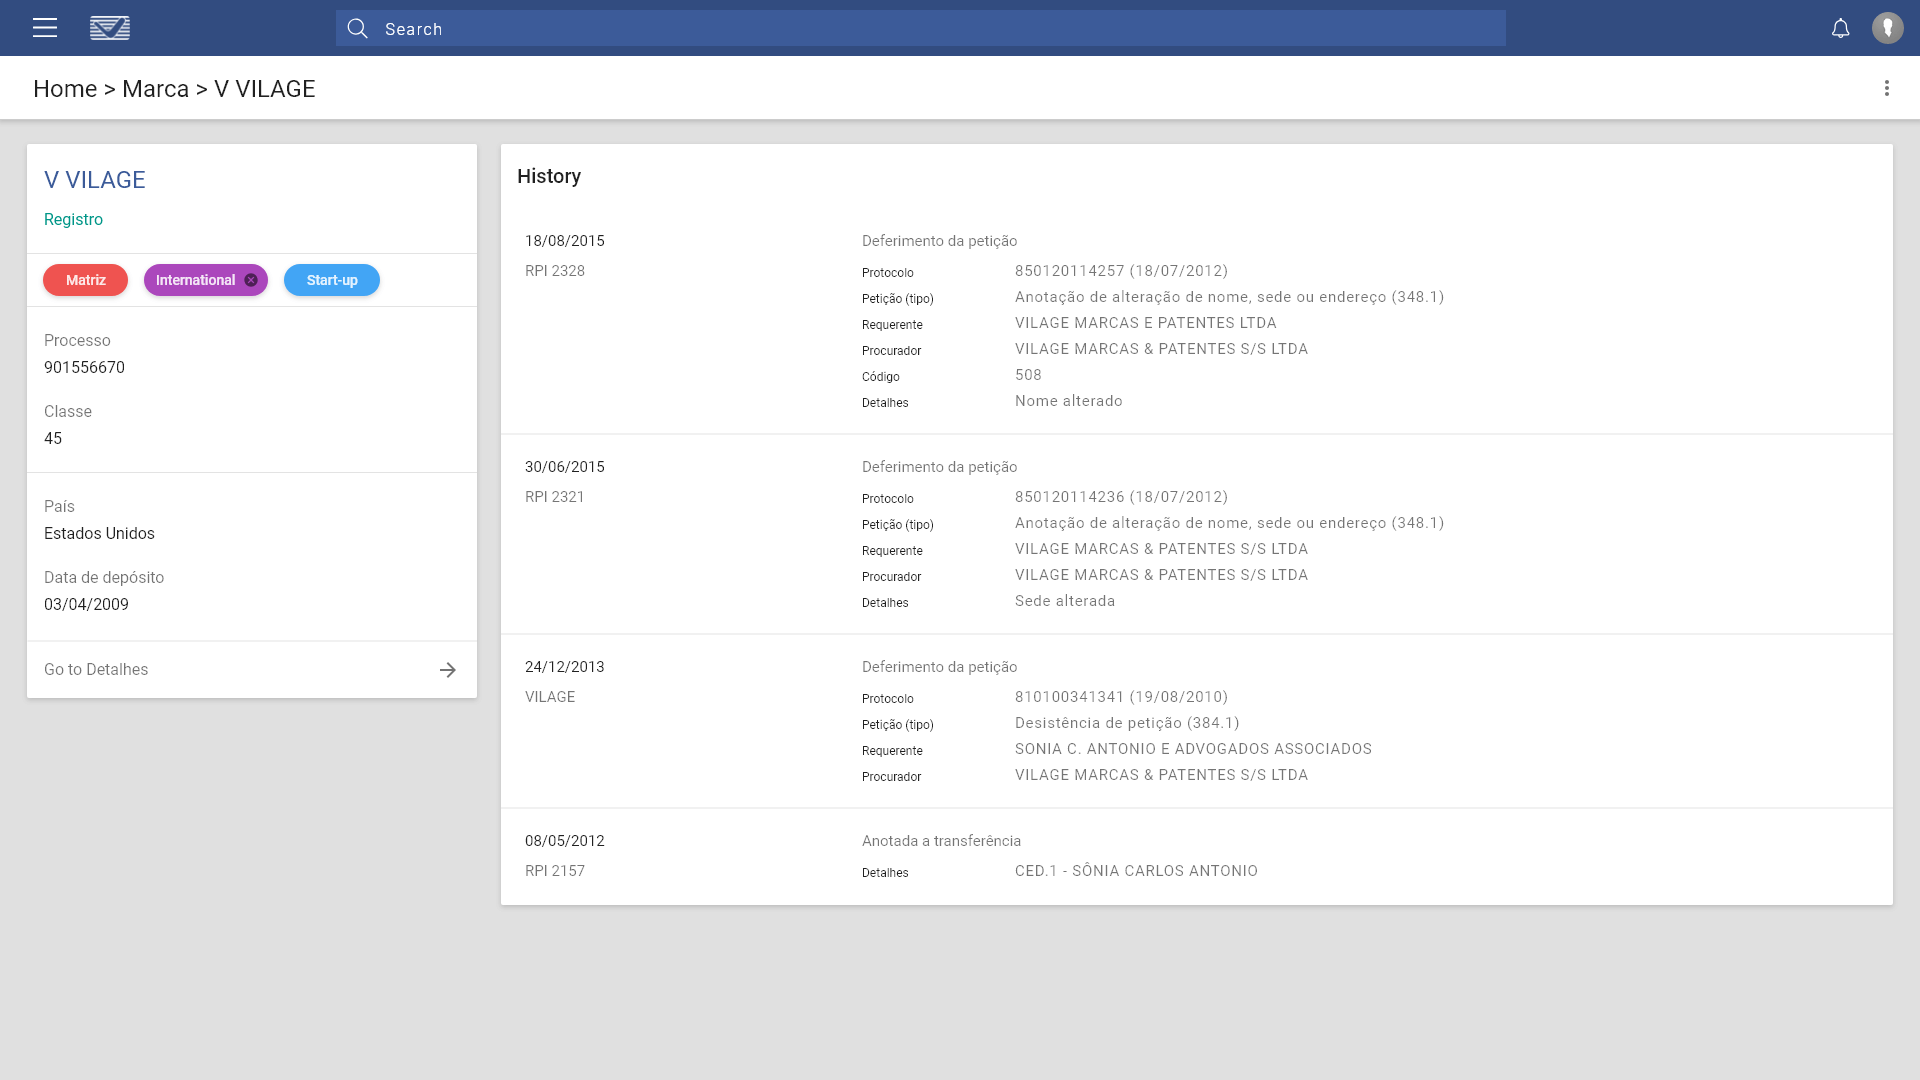 Search
Home > Marca > V VILAGE
V VILAGE
Registro
Matriz International Start-up
Processo
901556670
Classe
45
País
Estados Unidos
Data de depósito
03/04/2009
Go to Detalhes
History
18/08/2015 Deferimento da petição
RPI 2328 Protocolo 850120114257 (18/07/2012)
Petição (tipo) Anotação de alteração de nome, sede ou endereço (348.1)
Requerente VILAGE MARCAS E PATENTES LTDA
Procurador VILAGE MARCAS & PATENTES S/S LTDA
Código 508
Detalhes Nome alterado
30/06/2015 Deferimento da petição
RPI 2321 Protocolo 850120114236 (18/07/2012)
Petição (tipo) Anotação de alteração de nome, sede ou endereço (348.1)
Requerente VILAGE MARCAS & PATENTES S/S LTDA
Procurador VILAGE MARCAS & PATENTES S/S LTDA
Detalhes Sede alterada
24/12/2013 Deferimento da petição
VILAGE Protocolo 810100341341 (19/08/2010)
Petição (tipo) Desistência de petição (384.1)
Requerente SONIA C. ANTONIO E ADVOGADOS ASSOCIADOS
Procurador VILAGE MARCAS & PATENTES S/S LTDA
08/05/2012 Anotada a transferência
RPI 2157 Detalhes CED.1 - SÔNIA CARLOS ANTONIO